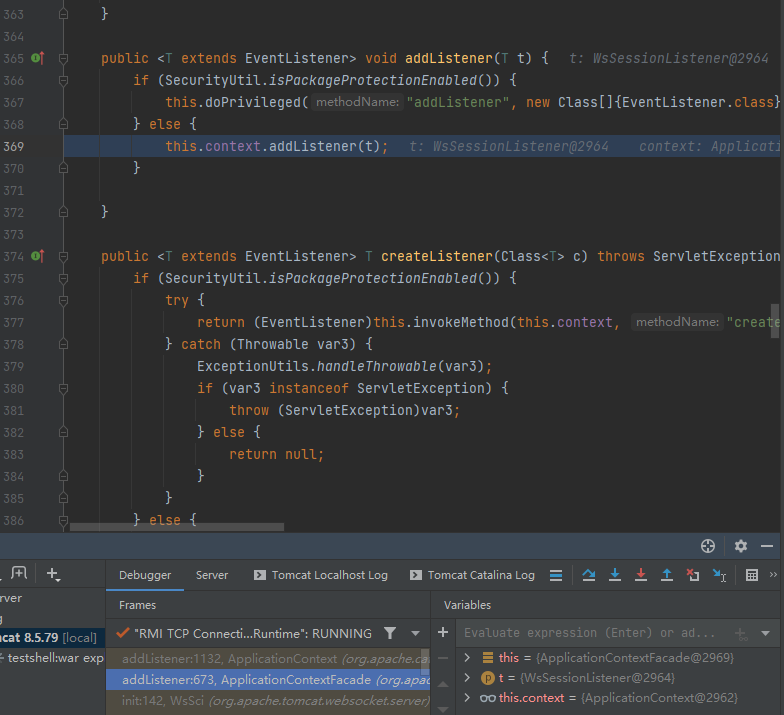 363 }
364
365 public <T extends EventListener> void addListener(T t) { t: WsSessionListener@2964
366 if (SecurityUtil.isPackageProtectionEnabled()) {
367 this.doPrivileged( methodName: "addListener", new Class[]{EventListener.class}
368 } else {
369 this.context.addListener(t); t: WsSessionListener@2964 context: Applicati
370 }
371
372 }
373
374 public <T extends EventListener> T createListener(Class<T> c) throws ServletException
375 if (SecurityUtil.isPackageProtectionEnabled()) {
376 try {
377 return (EventListener)this.invokeMethod(this.context, methodName: "create
378 } catch (Throwable var3) {
379 ExceptionUtils.handleThrowable(var3);
380 if (var3 instanceof ServletException) {
381 throw (ServletException)var3;
382 } else {
383 return null;
384 }
385 }
386 } else {
Debugger Server Tomcat Localhost Log Tomcat Catalina Log »
rver
g
Frames Variables
cat 8.5.79 [local] "RMI TCP Connecti...Runtime": RUNNING Evaluate expression (Enter) or ad...
testshell:war exp addListener:1132, ApplicationContext (org.apache.ca this = {ApplicationContextFacade@2969}
addListener:673, ApplicationContextFacade (org.apac t = {WsSessionListener@2964}
init:142, WsSci (org.apache.tomcat.websocket.server) this.context = {ApplicationContext@2962}